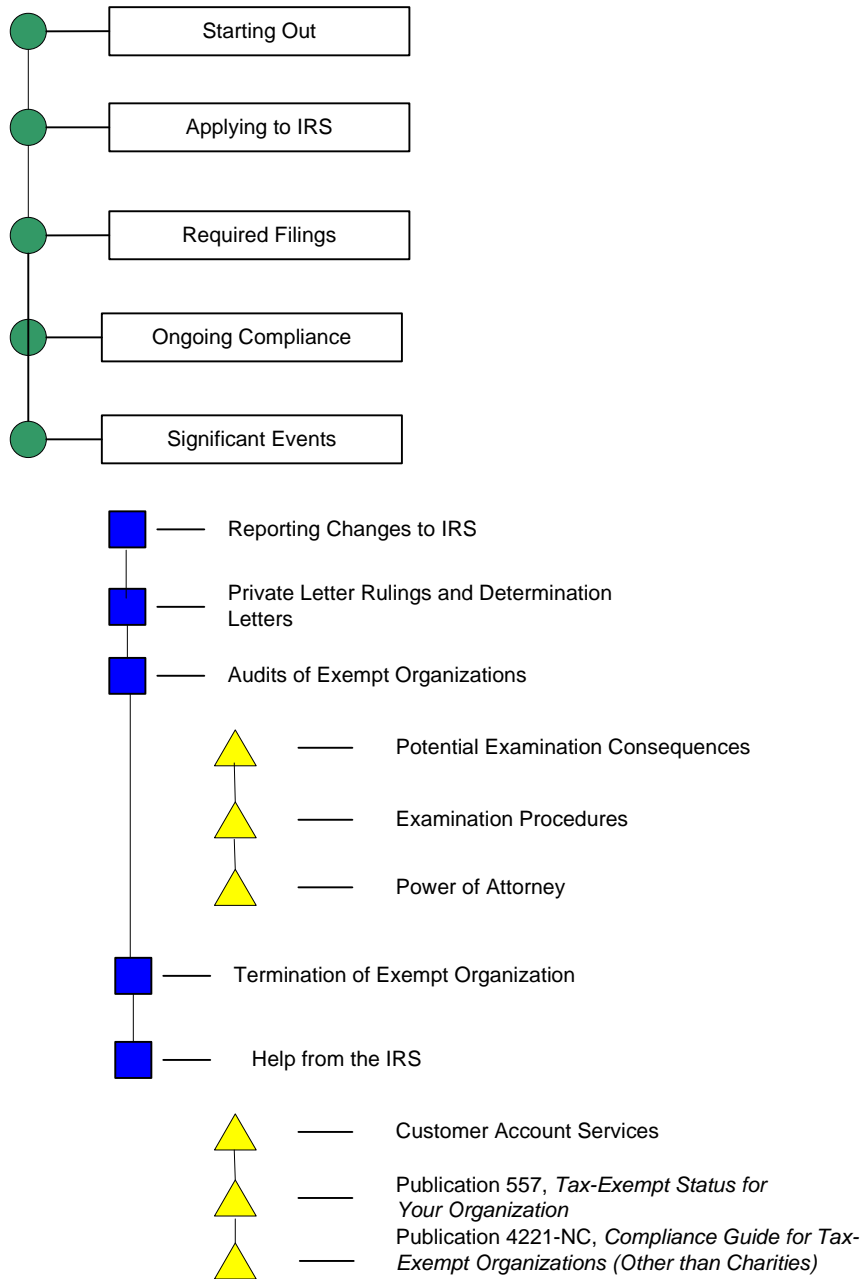 Starting Out
Applying to IRS
Required Filings
Ongoing Compliance
Significant Events
Reporting Changes to IRS
Private Letter Rulings and Determination
Letters
Audits of Exempt Organizations
Potential Examination Consequences
Examination Procedures
Power of Attorney
Termination of Exempt Organization
Help from the IRS
Customer Account Services
Publication 557, Tax-Exempt Status for
Your Organization
Publication 4221-NC, Compliance Guide for Tax-
Exempt Organizations (Other than Charities)